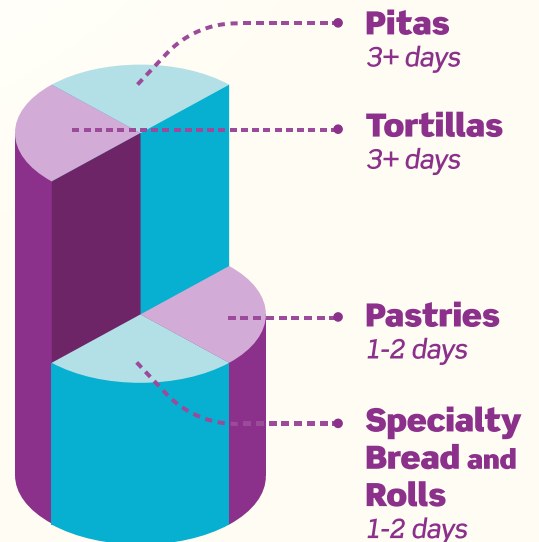 Pitas
3+ days
Tortillas
3+ days
Pastries
1-2 days
Specialty
Bread and
Rolls
1-2 days